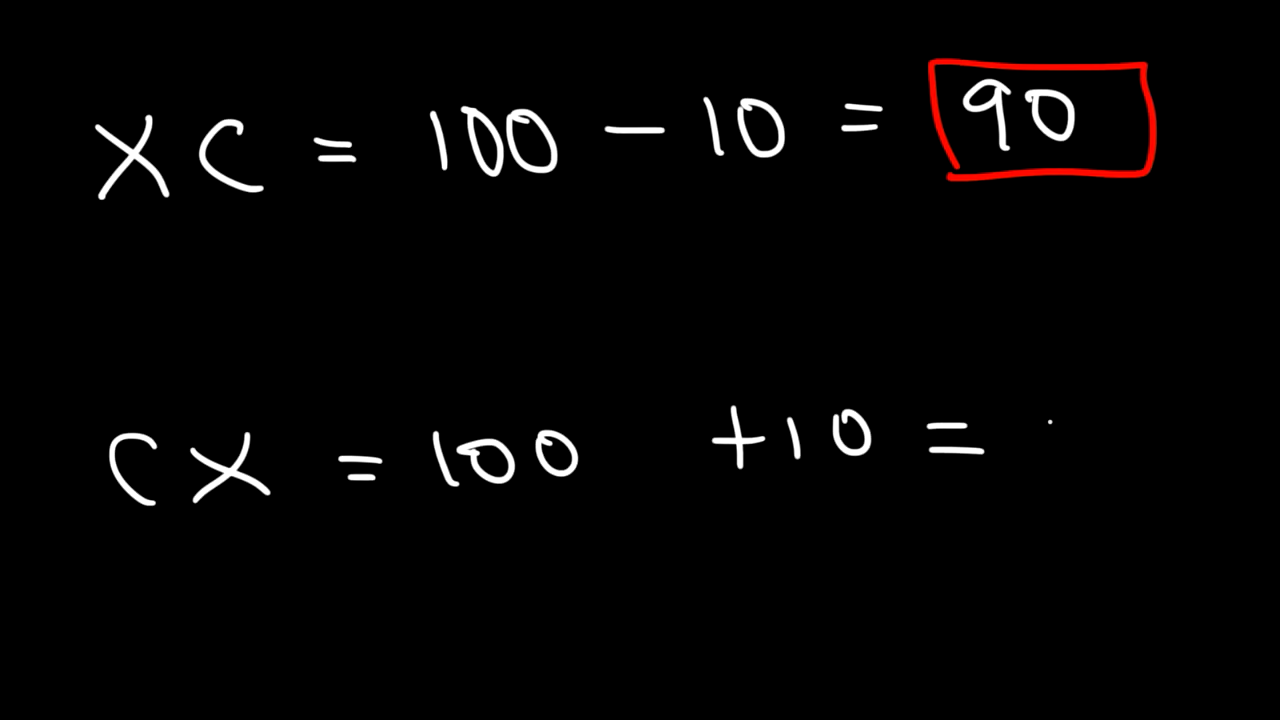 XC = 100 - 10 = 90
CX = 100 + 10 =